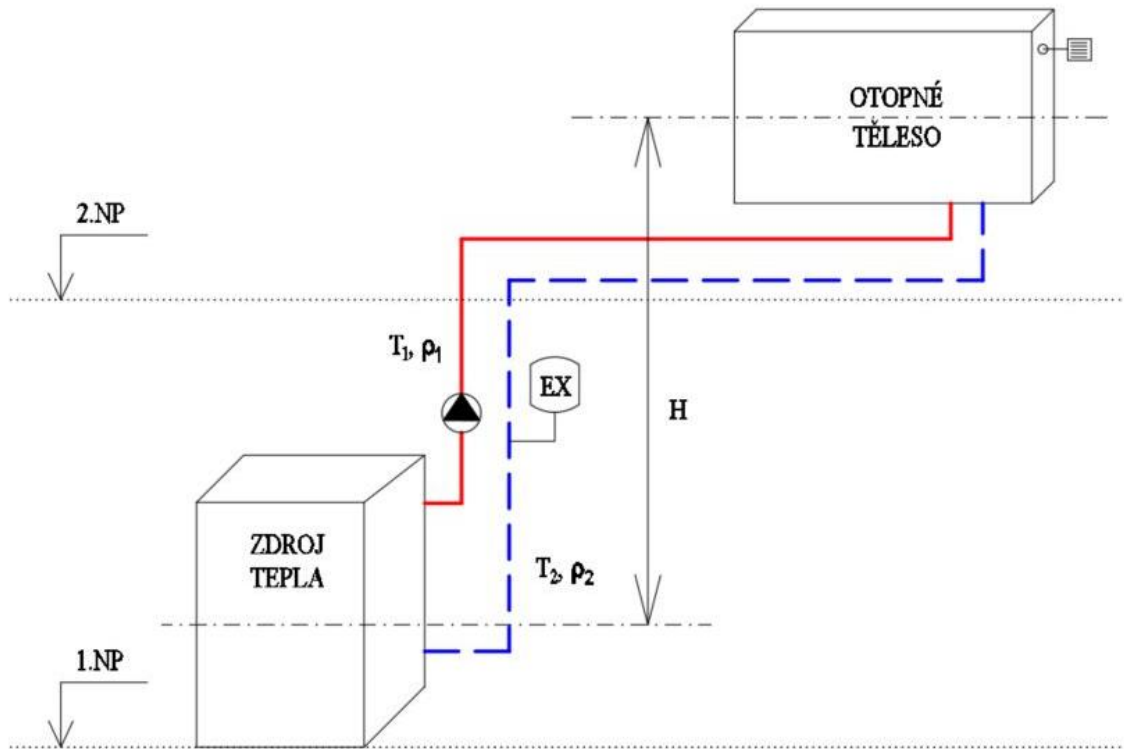 OTOPNÉ
TĚLESO
2.NP
T₁, ρ₁
EX
H
ZDROJ
TEPLA
T₂, ρ₂
1.NP